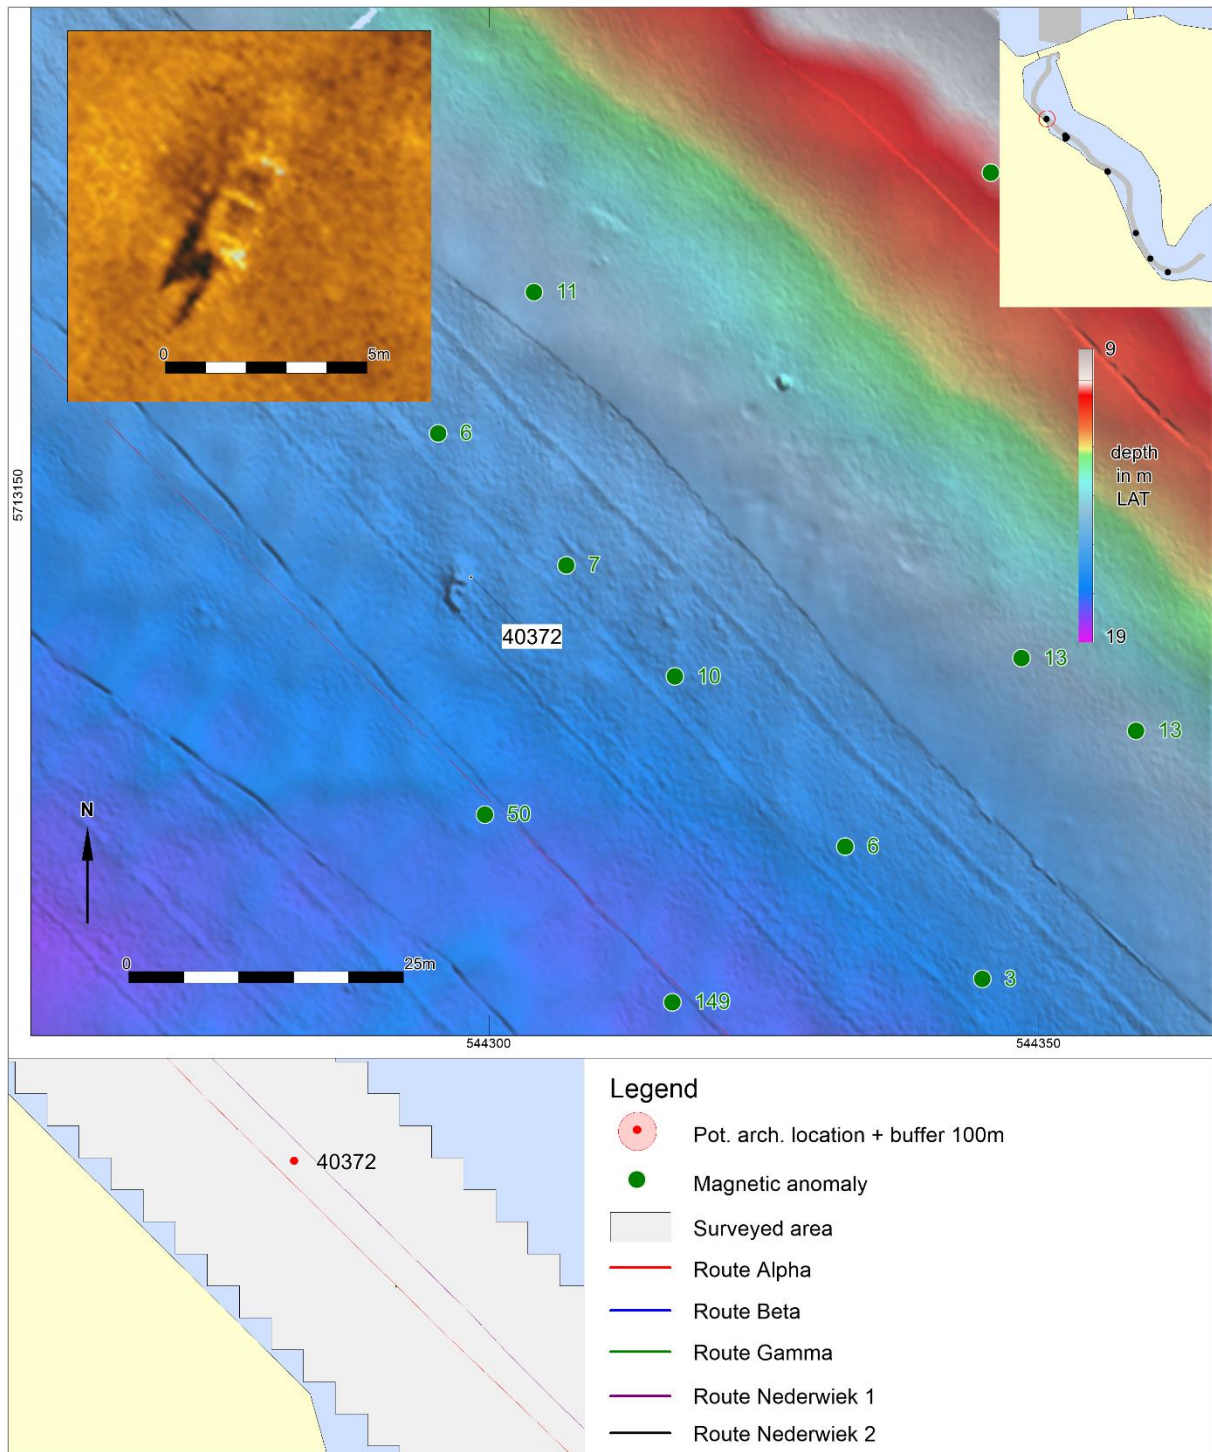 0
5m
11
9
depth
in m
LAT
19
6
5713150
7
40372
10
13
13
N
50
6
0
25m
149
3
544300
544350
40372
Legend
Pot. arch. location + buffer 100m
Magnetic anomaly
Surveyed area
Route Alpha
Route Beta
Route Gamma
Route Nederwiek 1
Route Nederwiek 2